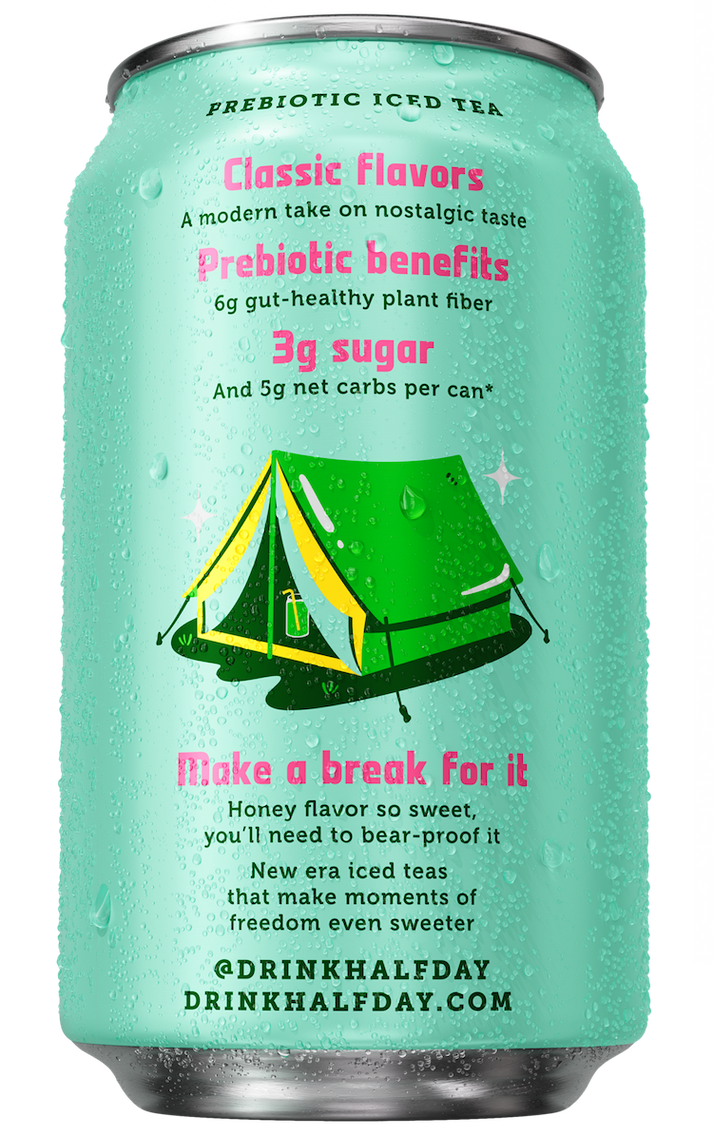 PREBIOTIC ICED TEA
Classic Flavors
A modern take on nostalgic taste
Prebiotic benefits
6g gut-healthy plant fiber
3g sugar
And 5g net carbs per can*
Make a break for it
Honey flavor so sweet,
you'll need to bear-proof it
New era iced teas
that make moments of
freedom even sweeter
@DRINKHALFDAY
DRINKHALFDAY.COM